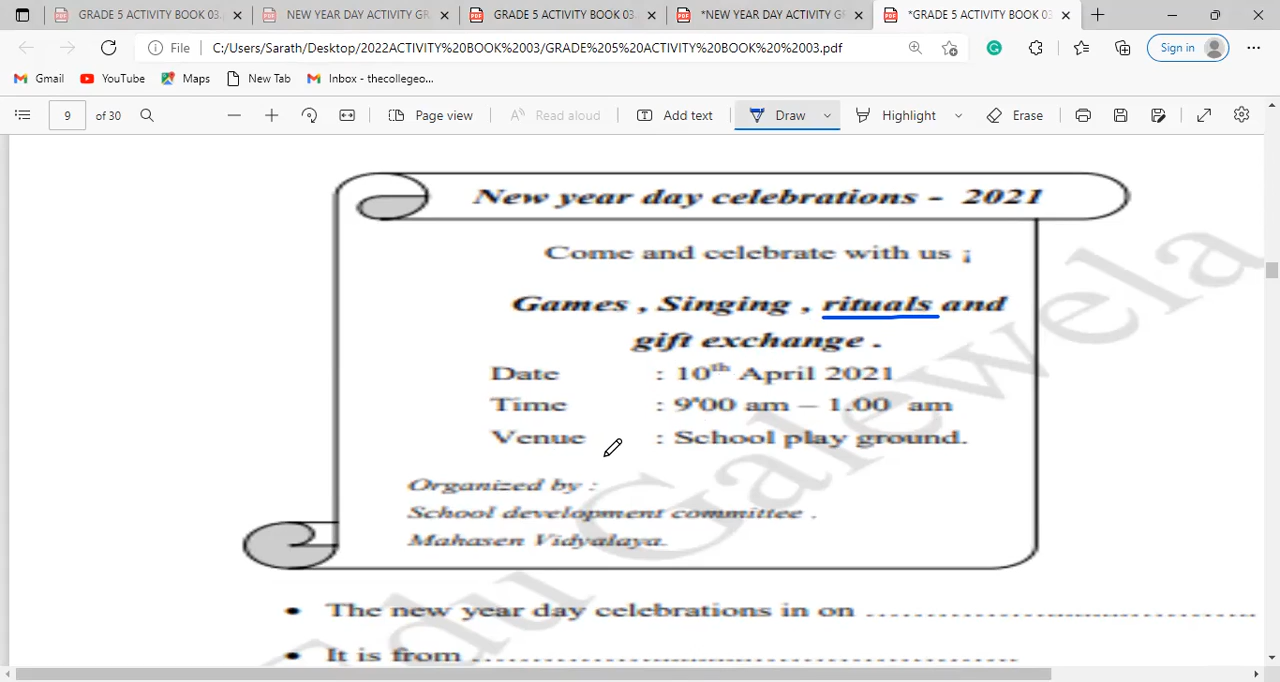 GRADE 5 ACTIVITY BOOK 03.
NEW YEAR DAY ACTIVITY GR
GRADE 5 ACTIVITY BOOK 03.
*NEW YEAR DAY ACTIVITY G
*GRADE 5 ACTIVITY BOOK 03
File C:/Users/Sarath/Desktop/2022ACTIVITY%20BOOK%2003/GRADE%205%20ACTIVITY%20BOOK%20%2003.pdf Sign in
Gmail YouTube Maps New Tab Inbox - thecollegeo...
9 of 30 Page view Read aloud Add text Draw Highlight Erase
New year day celebrations - 2021
Come and celebrate with us ¡
Games , Singing , rituals and
gift exchange .
Date : 10th April 2021
Time : 9"00 am – 1.00 am
Venue : School play ground.
Organized by :
School development committee .
Mahasen Vidyalaya.
Edu Galewela
• The new year day celebrations in on ..............................................
• It is from ..............................................